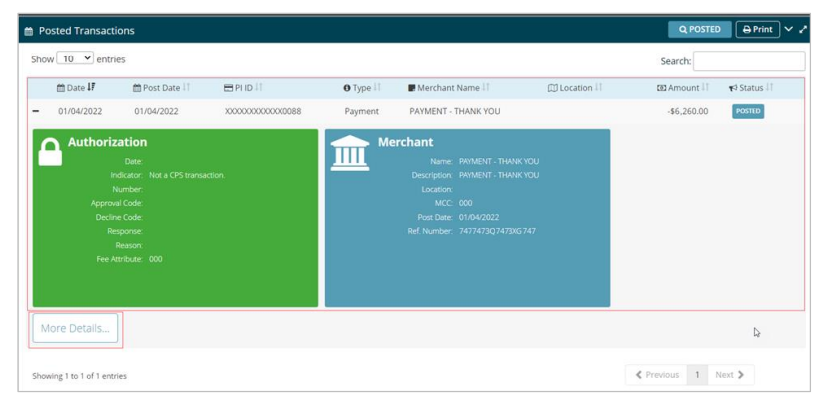 Posted Transactions POSTED Print
Show 10 entries Search:
Date Post Date PI ID Type Merchant Name Location Amount Status
01/04/2022 01/04/2022 XXXXXXXXXXXX0088 Payment PAYMENT - THANK YOU -$6,260.00 POSTED
Authorization
Date:
Indicator: Not a CPS transaction
Number:
Approval Code:
Decline Code:
Response:
Reason:
Fee Attribute: 000
Merchant
Name: PAYMENT - THANK YOU
Description: PAYMENT - THANK YOU
Location:
MCC: 000
Post Date: 01/04/2022
Ref. Number: 7477473Q7473XG747
More Details...
Showing 1 to 1 of 1 entries
Previous 1 Next